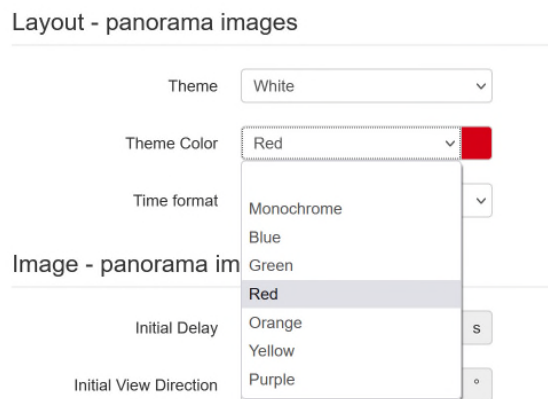 Layout - panorama images
Theme White
Theme Color Red
Time format
Monochrome
Blue
Image - panorama im
Green
Red
Initial Delay
Orange
s
Yellow
Initial View Direction
Purple
°